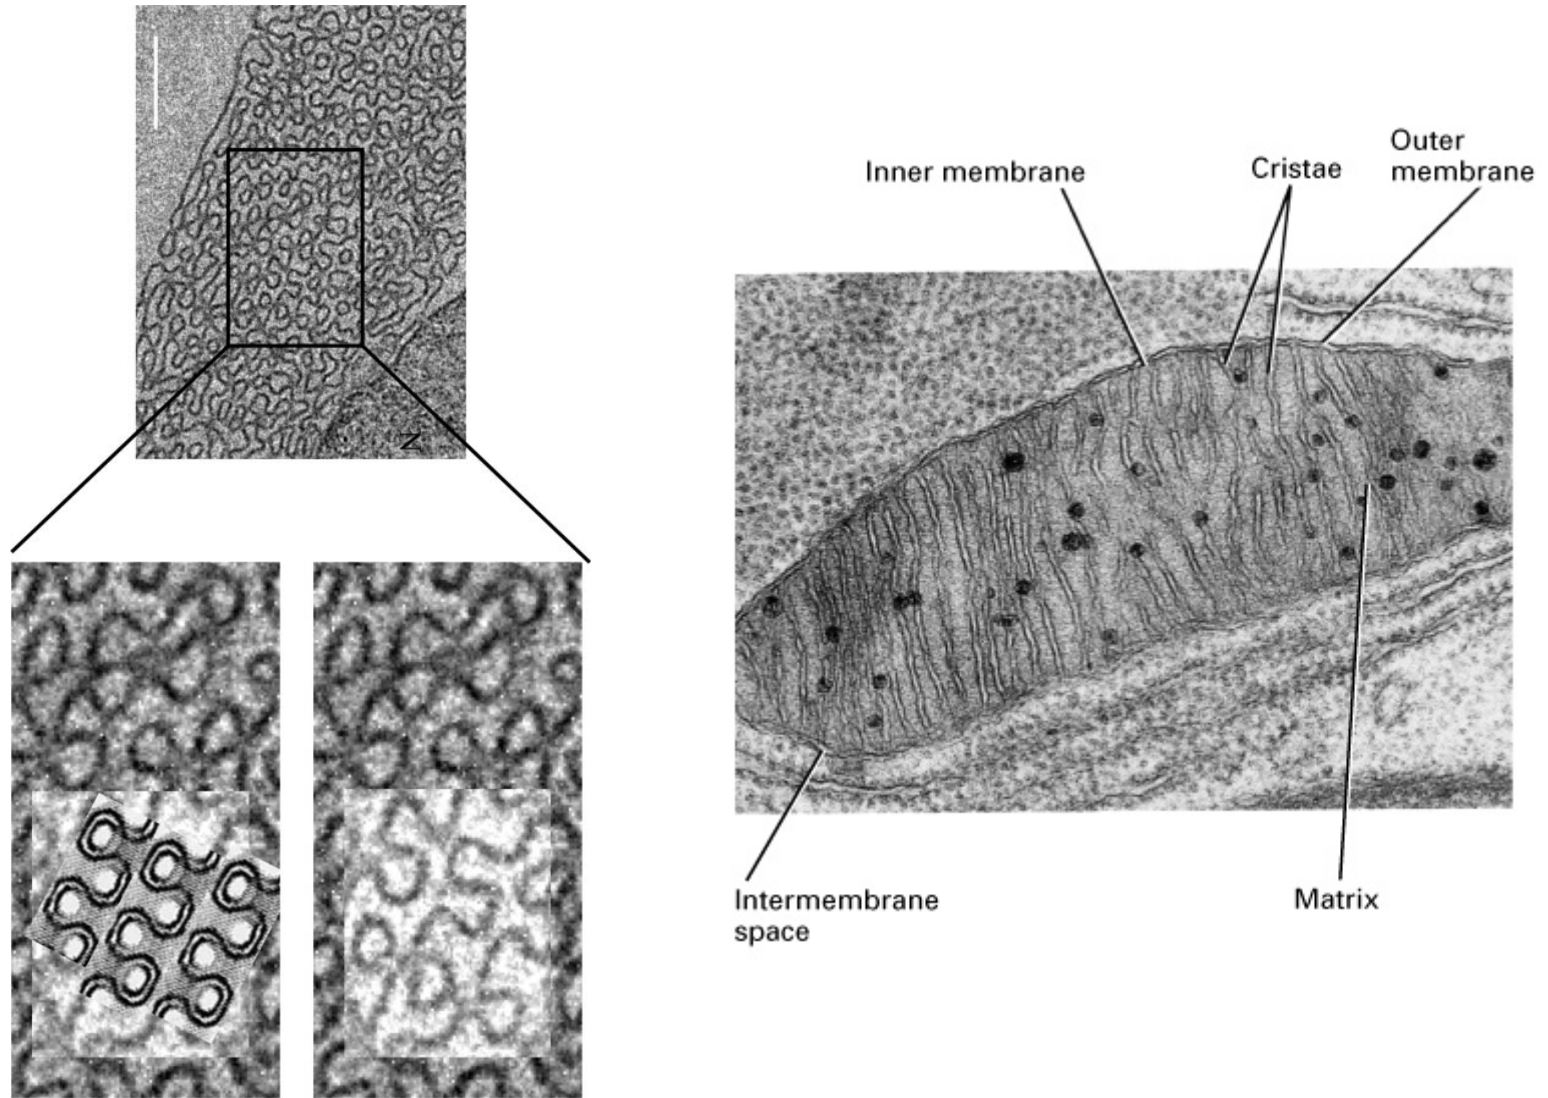 N
Inner membrane
Cristae
Outer
membrane
Intermembrane
space
Matrix